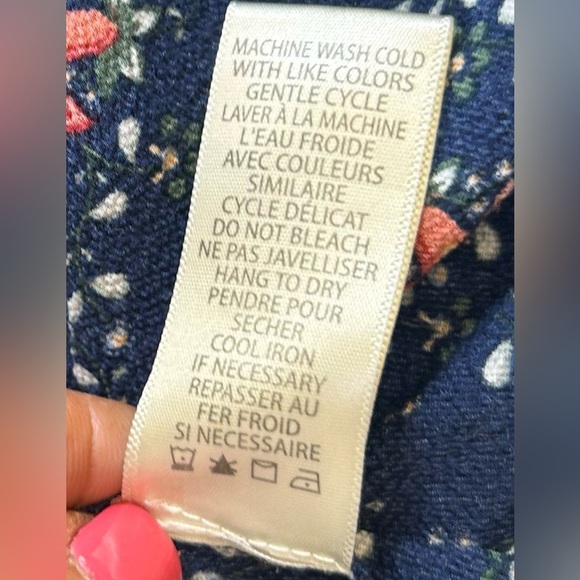 MACHINE WASH COLD
WITH LIKE COLORS
GENTLE CYCLE
LAVER À LA MACHINE
L'EAU FROIDE
AVEC COULEURS
SIMILAIRE
CYCLE DÉLICAT
DO NOT BLEACH
NE PAS JAVELLISER
HANG TO DRY
PENDRE POUR
SECHER
COOL IRON
IF NECESSARY
REPASSER AU
FER FROID
SI NECESSAIRE